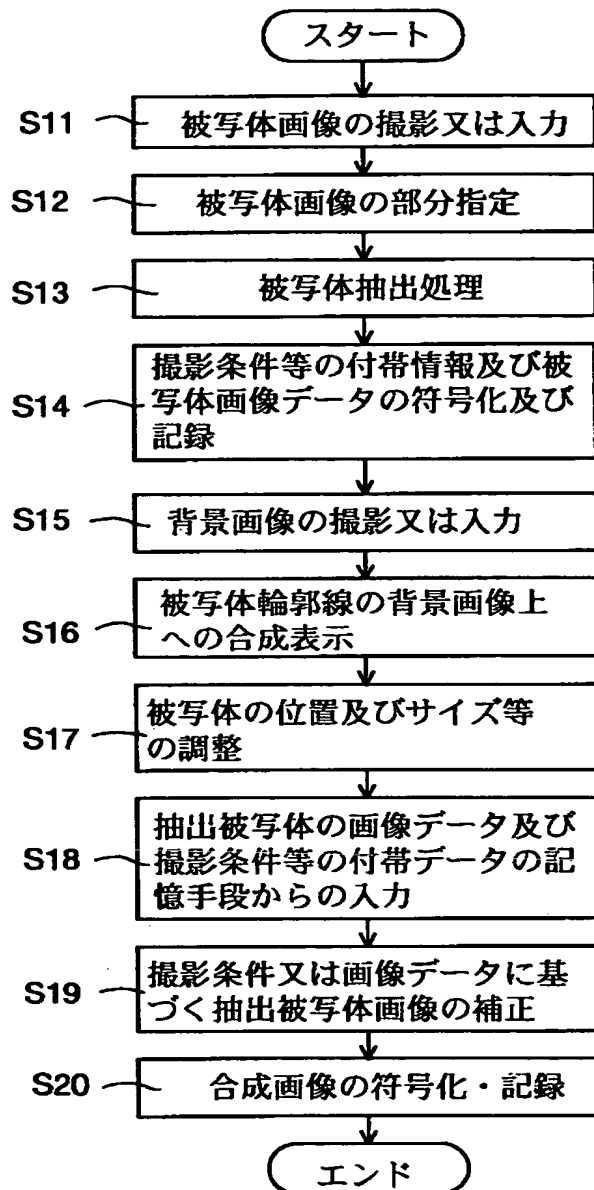 スタート
S11 被写体画像の撮影又は入力
S12 被写体画像の部分指定
S13 被写体抽出処理
S14 撮影条件等の付帯情報及び被
写体画像データの符号化及び
記録
S15 背景画像の撮影又は入力
S16 被写体輪郭線の背景画像上
への合成表示
S17 被写体の位置及びサイズ等
の調整
S18 抽出被写体の画像データ及び
撮影条件等の付帯データの記
憶手段からの入力
S19 撮影条件又は画像データに基
づく抽出被写体画像の補正
S20 合成画像の符号化・記録
エンド